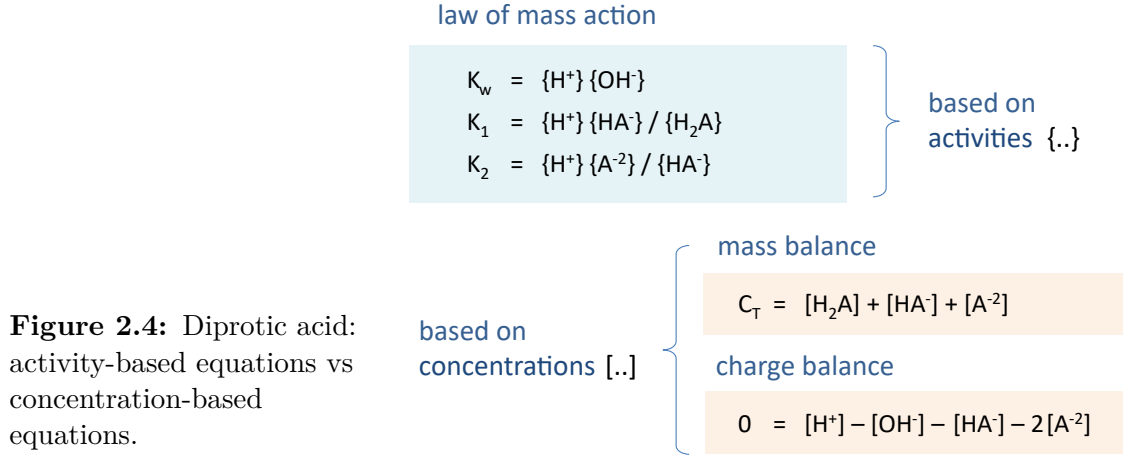 law of mass action
K_w = {H⁺} {OH⁻}
K₁ = {H⁺} {HA⁻} / {H₂A}
K₂ = {H⁺} {A⁻²} / {HA⁻}
based on
activities {..}
mass balance
C_T = [H₂A] + [HA⁻] + [A⁻²]
based on
concentrations [..]
charge balance
0 = [H⁺] – [OH⁻] – [HA⁻] – 2 [A⁻²]
Figure 2.4: Diprotic acid:
activity-based equations vs
concentration-based
equations.